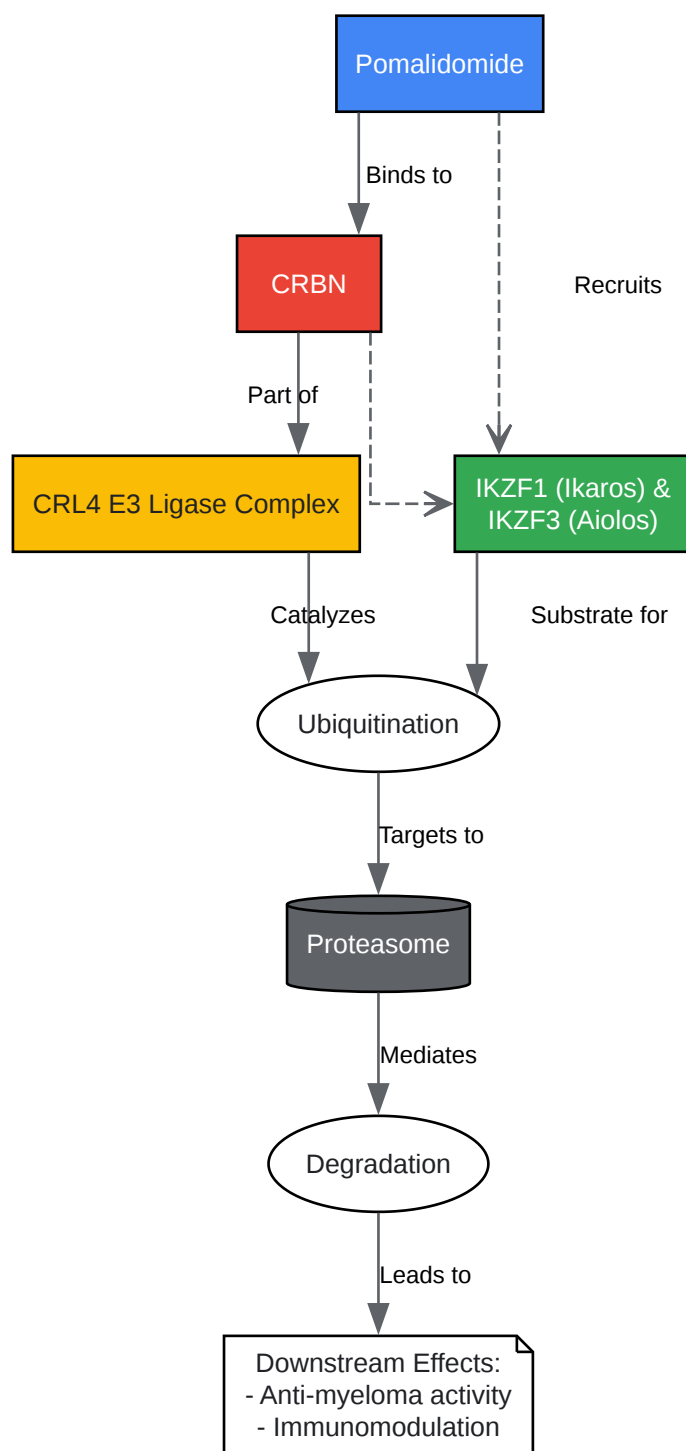 Pomalidomide
Binds to
CRBN
Recruits
Part of
CRL4 E3 Ligase Complex
IKZF1 (Ikaros) &
IKZF3 (Aiolos)
Catalyzes
Substrate for
Ubiquitination
Targets to
Proteasome
Mediates
Degradation
Leads to
Downstream Effects:
- Anti-myeloma activity
- Immunomodulation